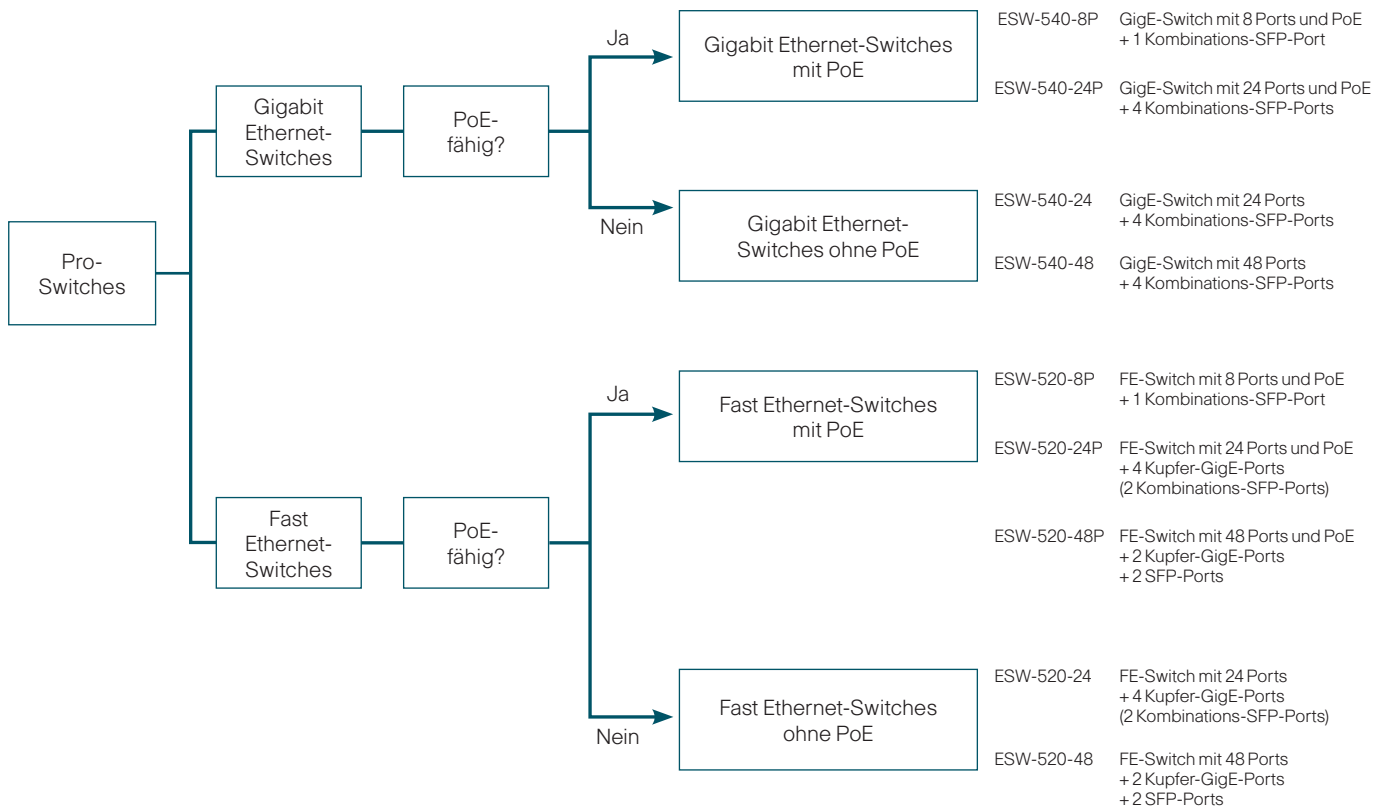 Pro-
Switches
Gigabit
Ethernet-
Switches
PoE-
fähig?
Ja
Nein
Gigabit Ethernet-Switches
mit PoE
ESW-540-8P GigE-Switch mit 8 Ports und PoE
+ 1 Kombinations-SFP-Port
ESW-540-24P GigE-Switch mit 24 Ports und PoE
+ 4 Kombinations-SFP-Ports
Gigabit Ethernet-
Switches ohne PoE
ESW-540-24 GigE-Switch mit 24 Ports
+ 4 Kombinations-SFP-Ports
ESW-540-48 GigE-Switch mit 48 Ports
+ 4 Kombinations-SFP-Ports
Fast
Ethernet-
Switches
PoE-
fähig?
Ja
Nein
Fast Ethernet-Switches
mit PoE
ESW-520-8P FE-Switch mit 8 Ports und PoE
+ 1 Kombinations-SFP-Port
ESW-520-24P FE-Switch mit 24 Ports und PoE
+ 4 Kupfer-GigE-Ports
(2 Kombinations-SFP-Ports)
ESW-520-48P FE-Switch mit 48 Ports und PoE
+ 2 Kupfer-GigE-Ports
+ 2 SFP-Ports
Fast Ethernet-Switches
ohne PoE
ESW-520-24 FE-Switch mit 24 Ports
+ 4 Kupfer-GigE-Ports
(2 Kombinations-SFP-Ports)
ESW-520-48 FE-Switch mit 48 Ports
+ 2 Kupfer-GigE-Ports
+ 2 SFP-Ports